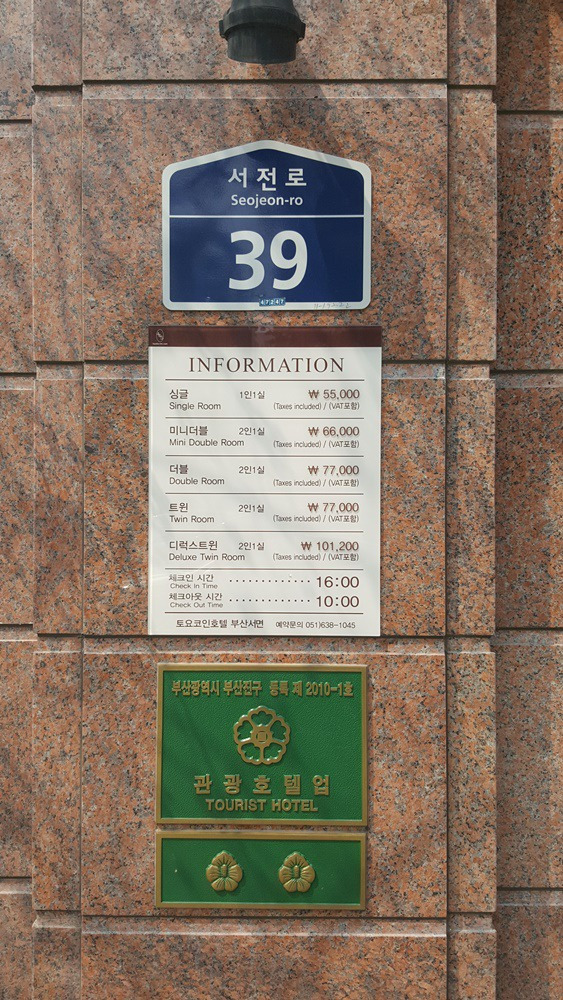 서전로
Seojeon-ro
39
47247
INFORMATION
싱글 1인1실 ₩ 55,000
Single Room (Taxes included) / (VAT포함)
미니더블 2인1실 ₩ 66,000
Mini Double Room (Taxes included) / (VAT포함)
더블 2인1실 ₩ 77,000
Double Room (Taxes included) / (VAT포함)
트윈 2인1실 ₩ 77,000
Twin Room (Taxes included) / (VAT포함)
디럭스트윈 2인1실 ₩ 101,200
Deluxe Twin Room (Taxes included) / (VAT포함)
체크인 시간 ············· 16:00
Check In Time
체크아웃 시간 ············· 10:00
Check Out Time
토요코인호텔 부산서면 예약문의 051)638-1045
부산광역시 부산진구 등록 제 2010-1호
관광호텔업
TOURIST HOTEL